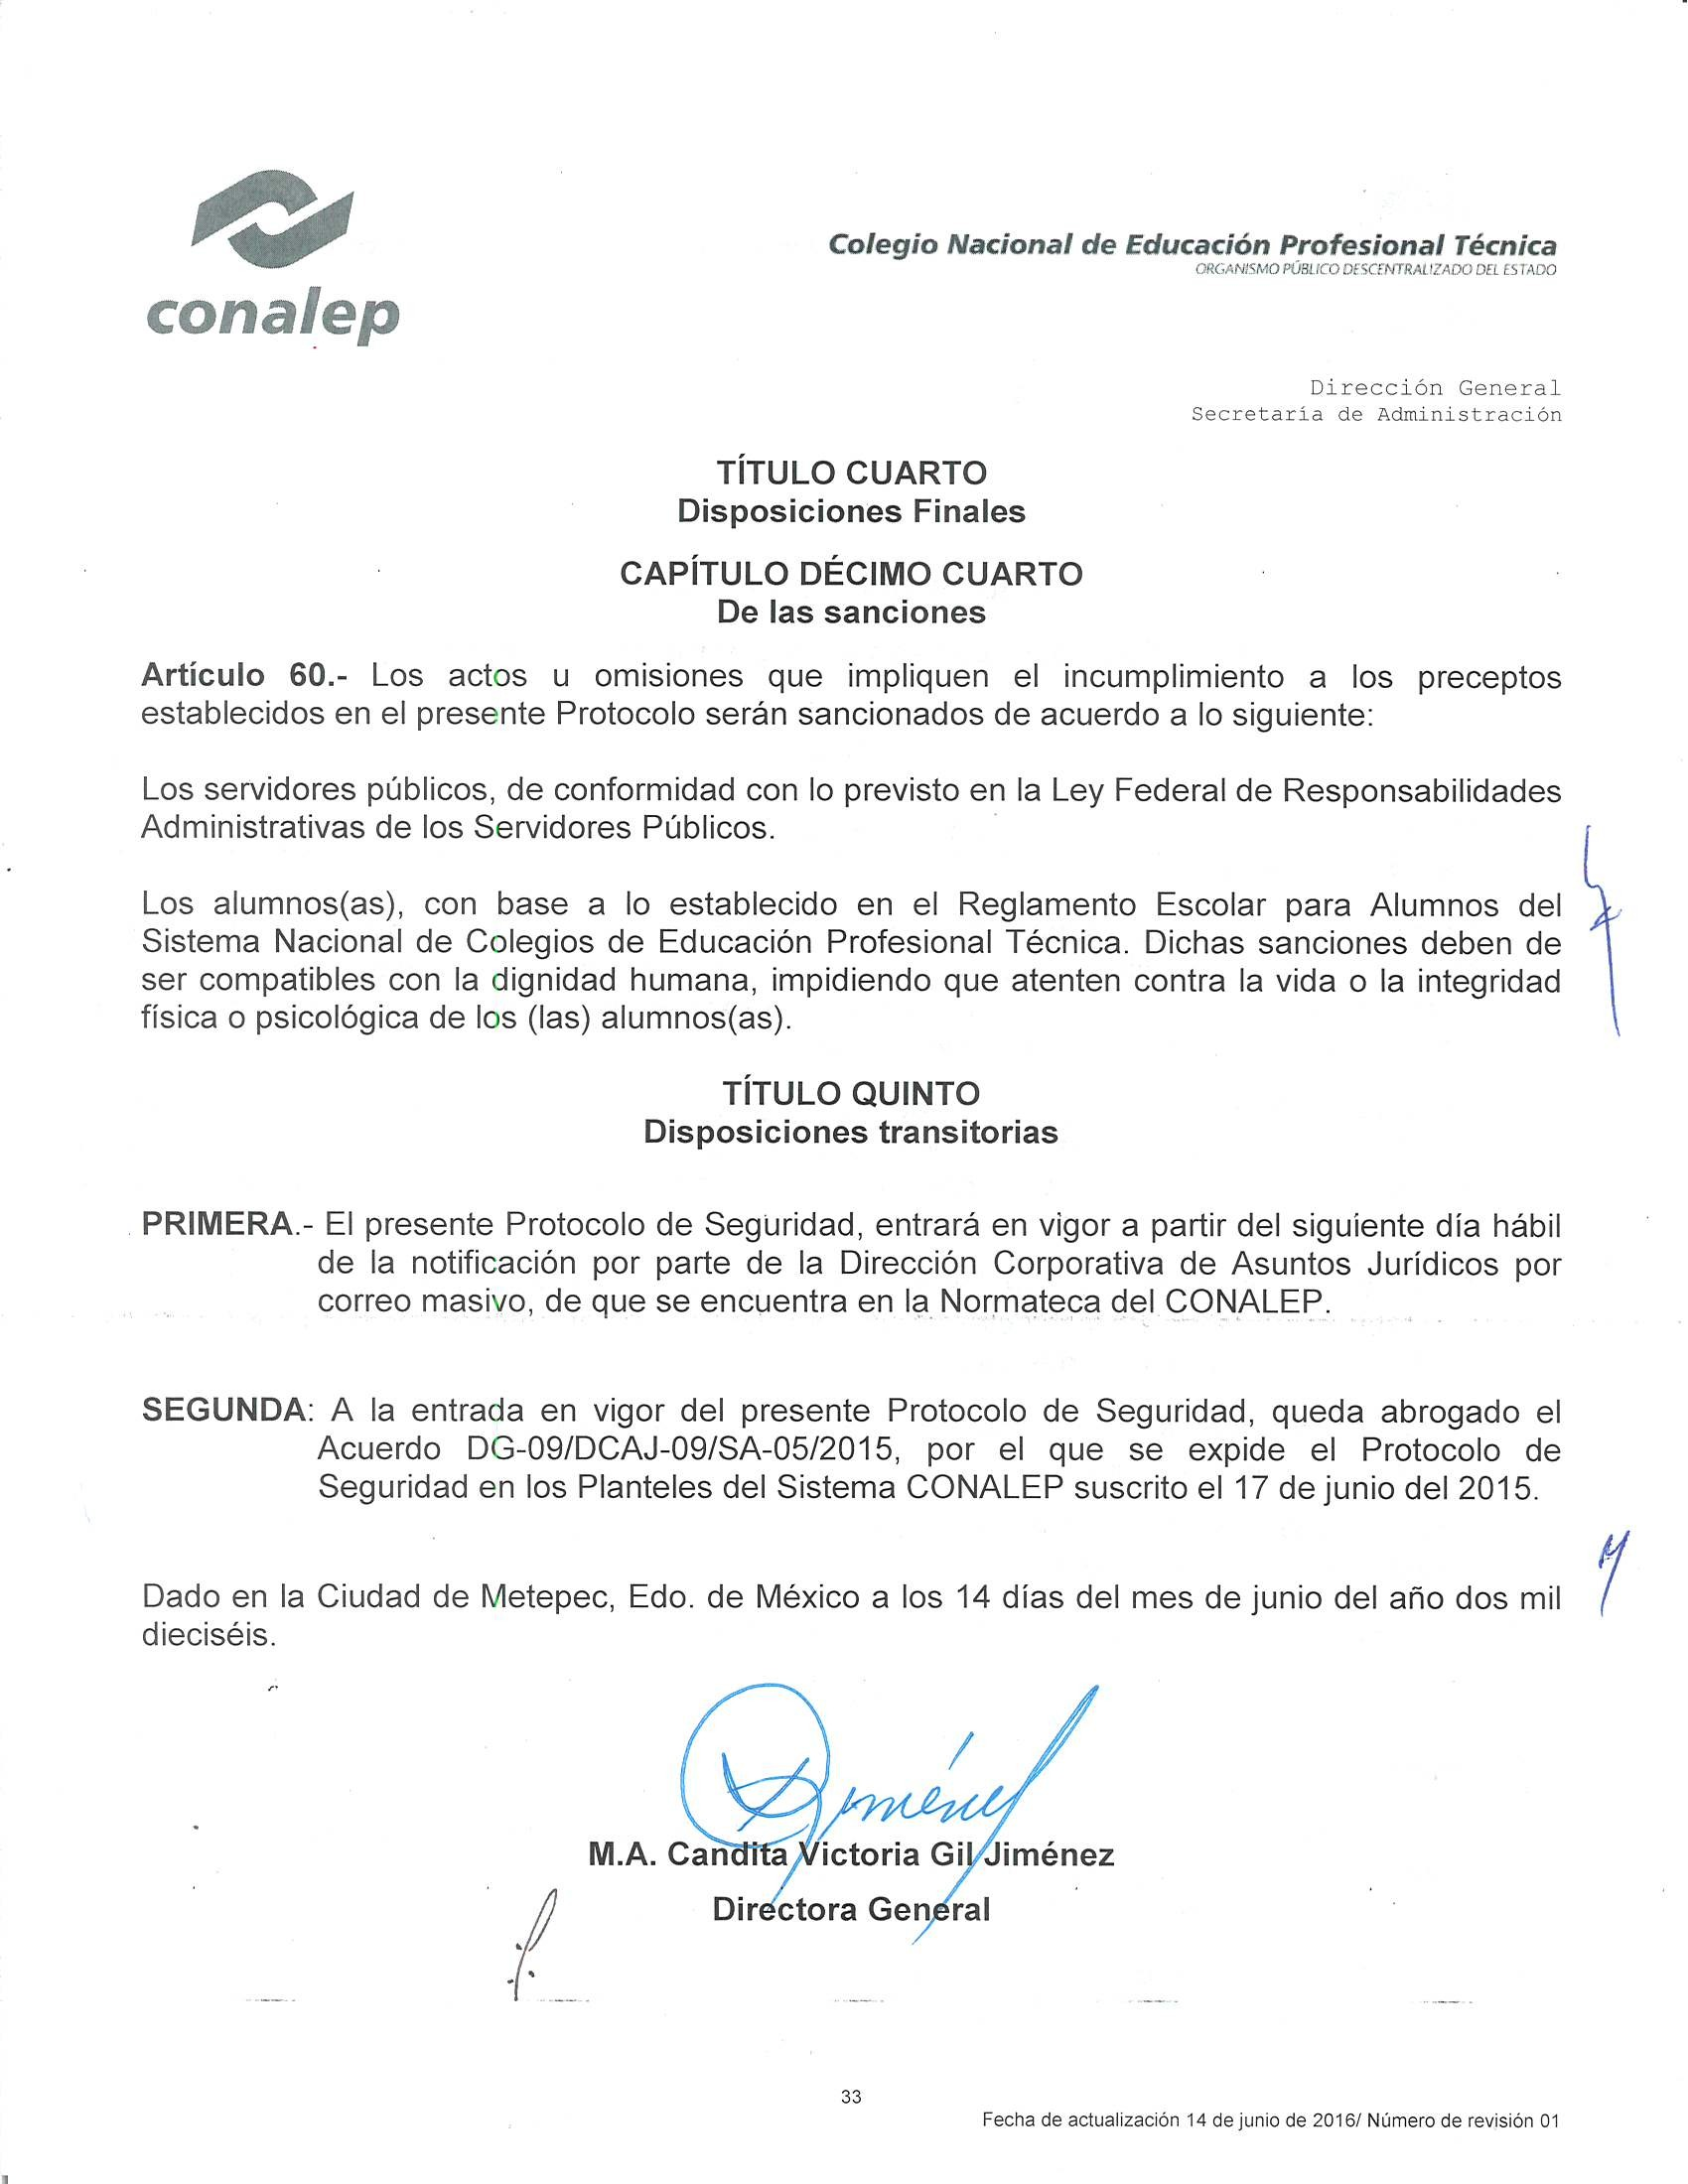 conalep
Colegio Nacional de Educación Profesional Técnica
ORGANISMO PÚBLICO DESCENTRALIZADO DEL ESTADO
Dirección General
Secretaría de Administración
TÍTULO CUARTO
Disposiciones Finales
CAPÍTULO DÉCIMO CUARTO
De las sanciones
Artículo 60.- Los actos u omisiones que impliquen el incumplimiento a los preceptos
establecidos en el presente Protocolo serán sancionados de acuerdo a lo siguiente:
Los servidores públicos, de conformidad con lo previsto en la Ley Federal de Responsabilidades
Administrativas de los Servidores Públicos.
Los alumnos(as), con base a lo establecido en el Reglamento Escolar para Alumnos del
Sistema Nacional de Colegios de Educación Profesional Técnica. Dichas sanciones deben de
ser compatibles con la dignidad humana, impidiendo que atenten contra la vida o la integridad
física o psicológica de los (las) alumnos(as).
TÍTULO QUINTO
Disposiciones transitorias
PRIMERA.- El presente Protocolo de Seguridad, entrará en vigor a partir del siguiente día hábil
de la notificación por parte de la Dirección Corporativa de Asuntos Jurídicos por
correo masivo, de que se encuentra en la Normateca del CONALEP.
SEGUNDA: A la entrada en vigor del presente Protocolo de Seguridad, queda abrogado el
Acuerdo DG-09/DCAJ-09/SA-05/2015, por el que se expide el Protocolo de
Seguridad en los Planteles del Sistema CONALEP suscrito el 17 de junio del 2015.
Dado en la Ciudad de Metepec, Edo. de México a los 14 días del mes de junio del año dos mil
dieciséis.
M.A. Candita Victoria Gil Jiménez
Directora General
33
Fecha de actualización 14 de junio de 2016/ Número de revisión 01